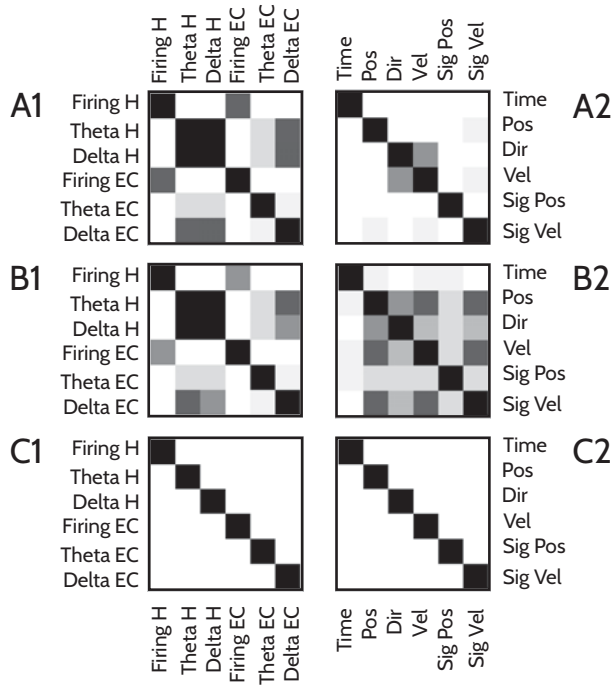 Firing H
Theta H
Delta H
Firing EC
Theta EC
Delta EC
Time
Pos
Dir
Vel
Sig Pos
Sig Vel
A1
Firing H
Theta H
Delta H
Firing EC
Theta EC
Delta EC
Time
Pos
Dir
Vel
Sig Pos
Sig Vel
A2
B1
Firing H
Theta H
Delta H
Firing EC
Theta EC
Delta EC
Time
Pos
Dir
Vel
Sig Pos
Sig Vel
B2
C1
Firing H
Theta H
Delta H
Firing EC
Theta EC
Delta EC
Time
Pos
Dir
Vel
Sig Pos
Sig Vel
C2
Firing H
Theta H
Delta H
Firing EC
Theta EC
Delta EC
Time
Pos
Dir
Vel
Sig Pos
Sig Vel